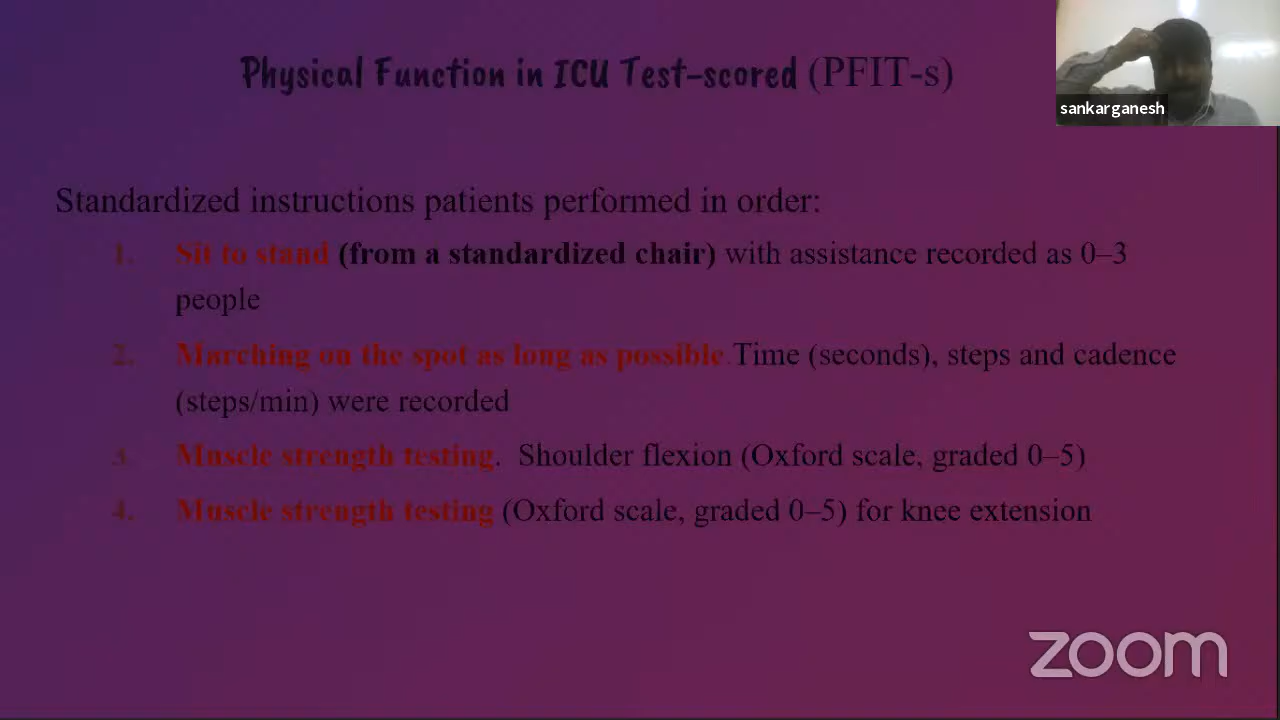 Physical Function in ICU Test-scored (PFIT-s)
sankarganesh
Standardized instructions patients performed in order:
1. Sit to stand (from a standardized chair) with assistance recorded as 0–3
people
2. Marching on the spot as long as possible.Time (seconds), steps and cadence
(steps/min) were recorded
3. Muscle strength testing. Shoulder flexion (Oxford scale, graded 0–5)
4. Muscle strength testing (Oxford scale, graded 0–5) for knee extension
zoom